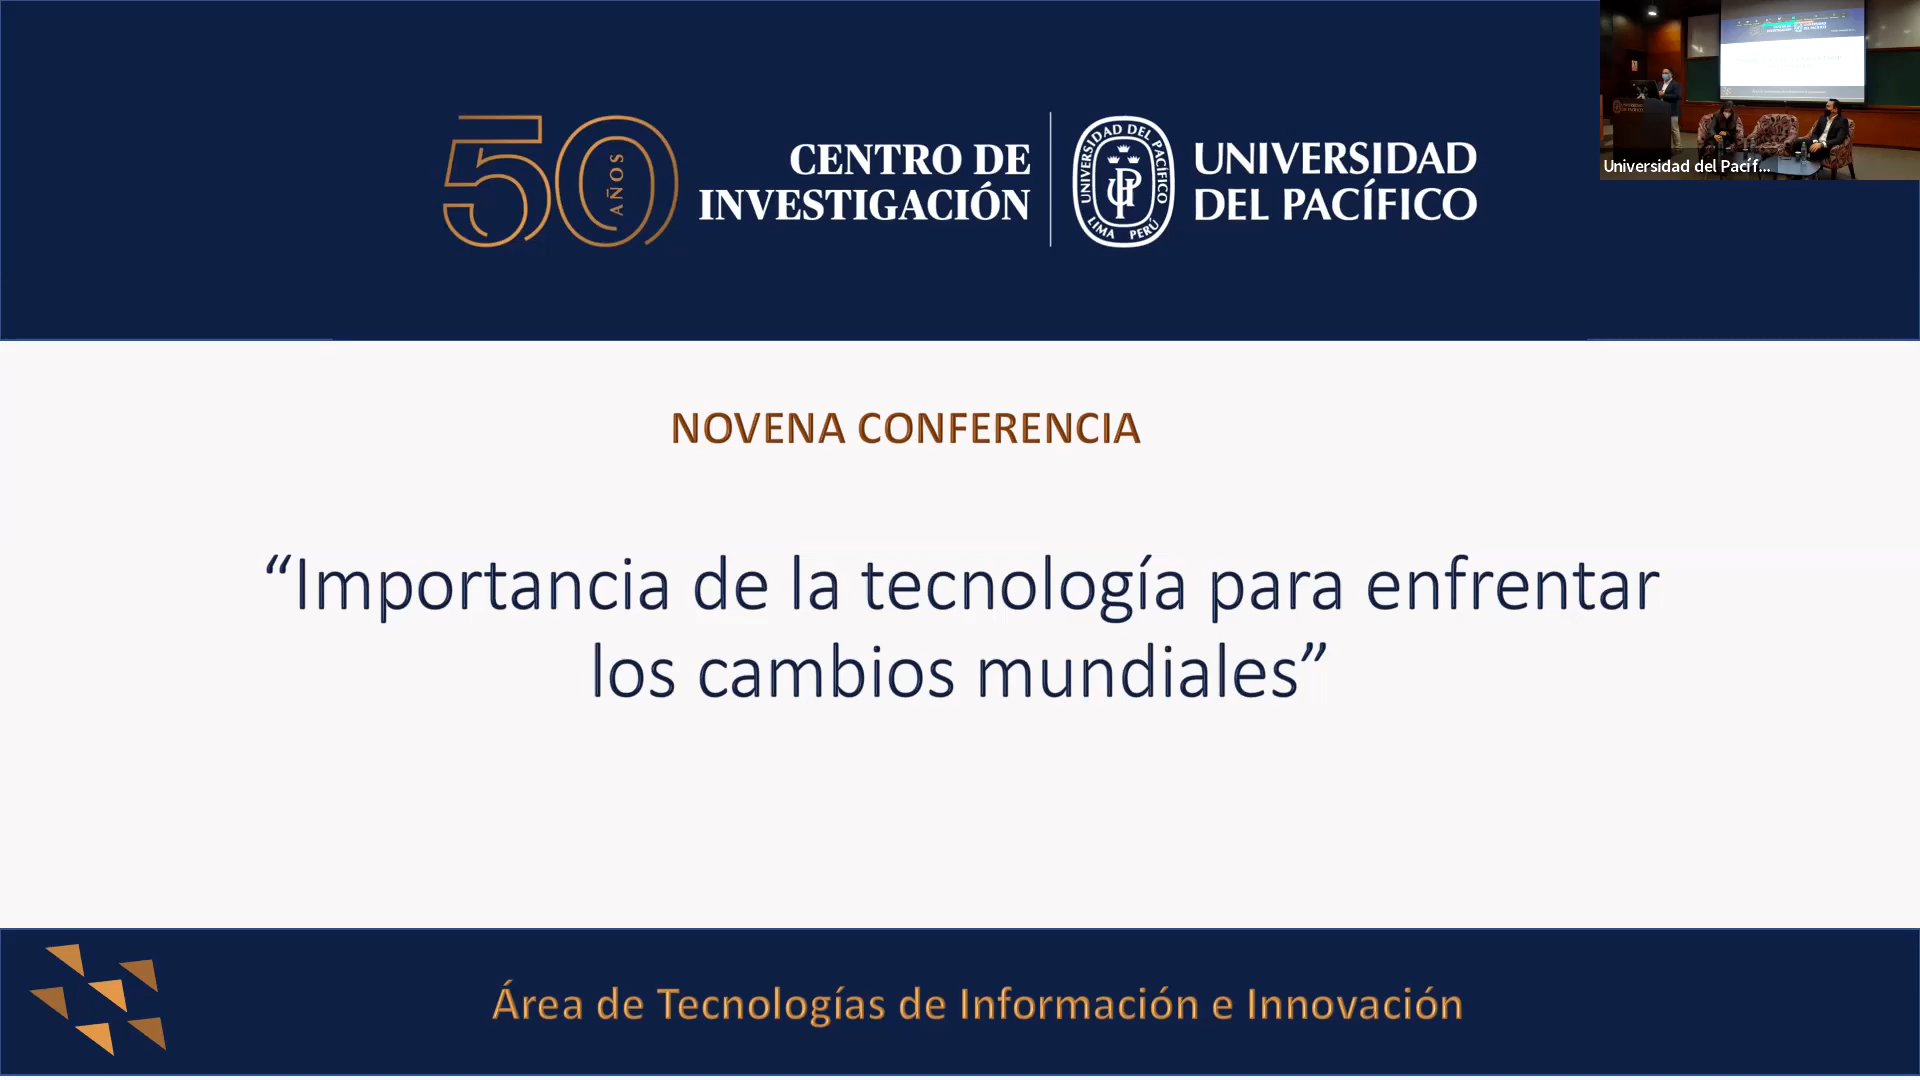 50 AÑOS
CENTRO DE
INVESTIGACIÓN
UNIVERSIDAD DEL PACÍFICO
LIMA PERÚ
UNIVERSIDAD
DEL PACÍFICO
Universidad del Pacíf...
NOVENA CONFERENCIA
“Importancia de la tecnología para enfrentar
los cambios mundiales”
Área de Tecnologías de Información e Innovación